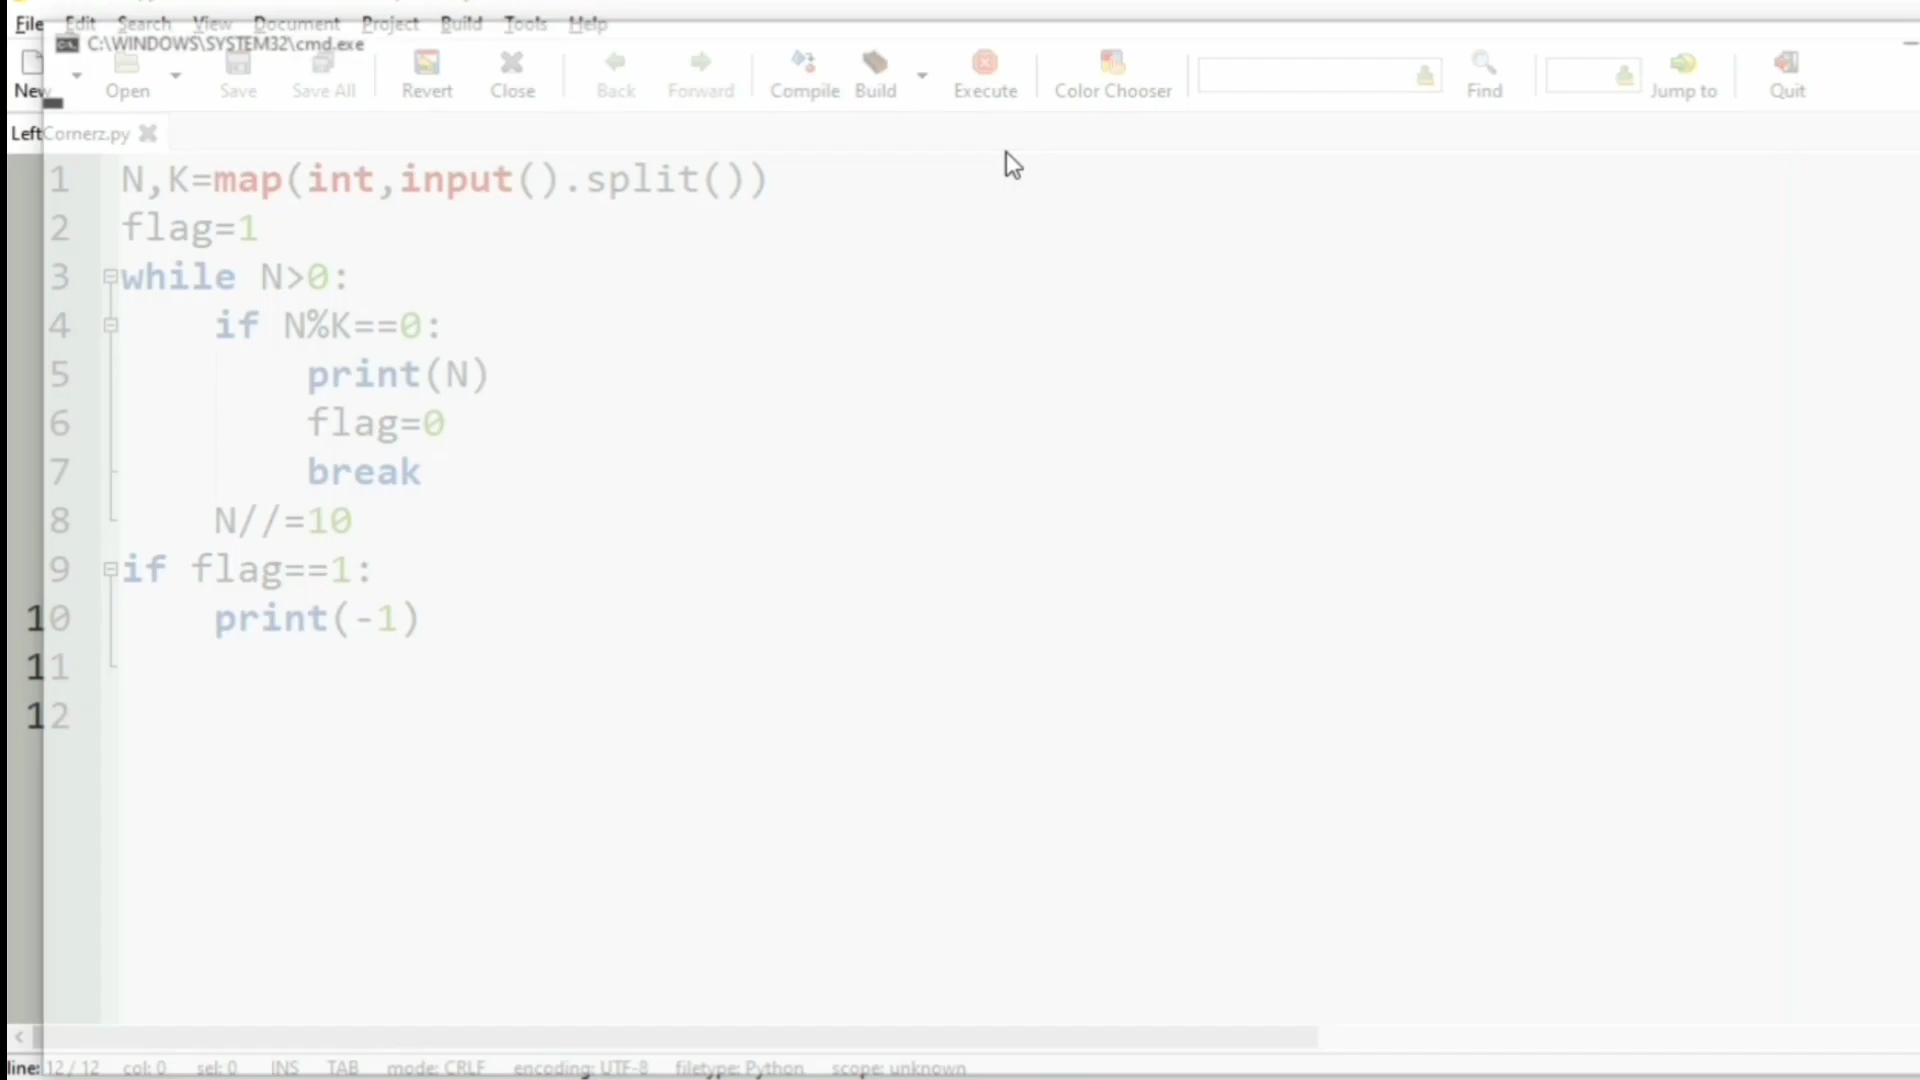 File Edit Search View Document Project Build Tools Help
C:\WINDOWS\SYSTEM32\cmd.exe
New Open Save Save All Revert Close Back Forward Compile Build Execute Color Chooser Find Jump to Quit
LeftCornerz.py
1 N,K=map(int,input().split())
2 flag=1
3 while N>0:
4 if N%K==0:
5 print(N)
6 flag=0
7 break
8 N//=10
9 if flag==1:
10 print(-1)
11
12
line: 12 / 12 col: 0 sel: 0 INS TAB mode: CRLF encoding: UTF-8 filetype: Python scope: unknown